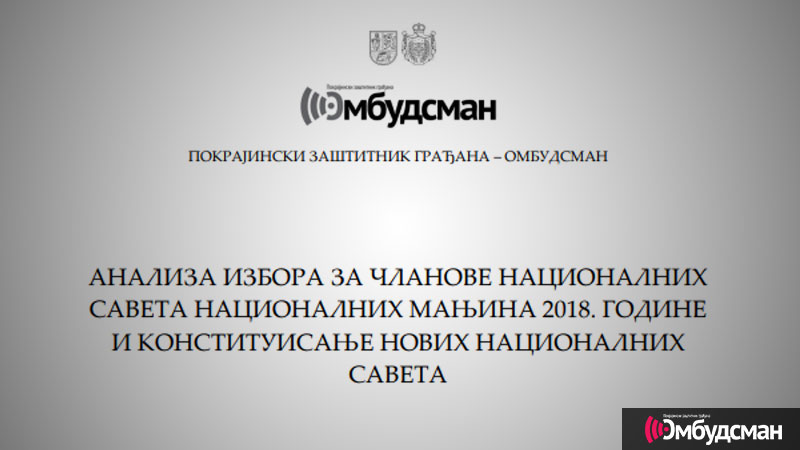 Покрајински заштитник грађана
Омбудсман
ПОКРАЈИНСКИ ЗАШТИТНИК ГРАЂАНА – ОМБУДСМАН
АНАЛИЗА ИЗБОРА ЗА ЧЛАНОВЕ НАЦИОНАЛНИХ
САВЕТА НАЦИОНАЛНИХ МАЊИНА 2018. ГОДИНЕ
И КОНСТИТУИСАЊЕ НОВИХ НАЦИОНАЛНИХ
САВЕТА
Покрајински заштитник грађана
Омбудсман